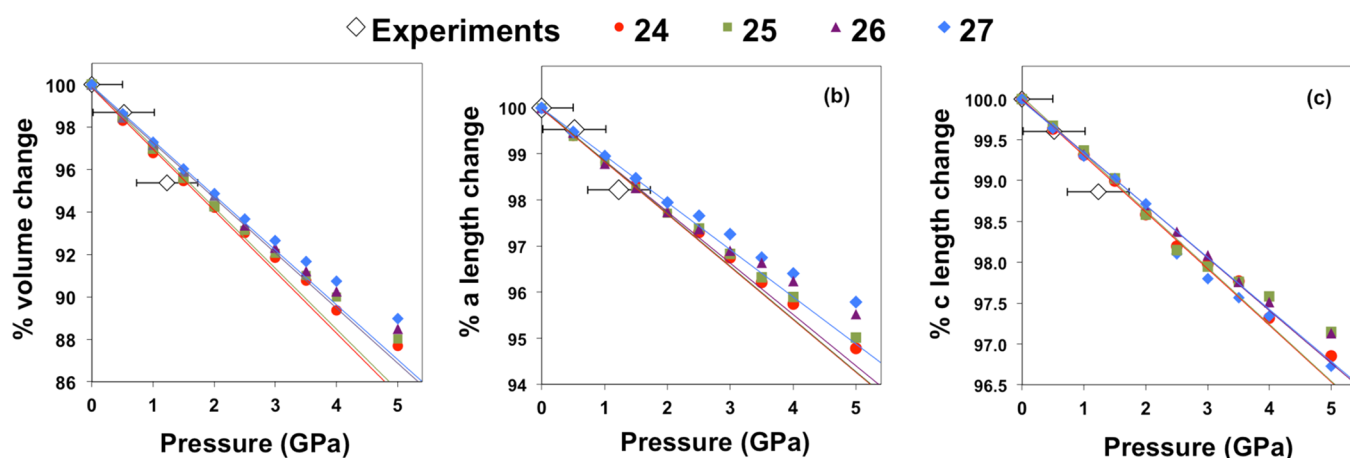 Experiments 24 25 26 27
% volume change
100
98
96
94
92
90
88
86
0 1 2 3 4 5
Pressure (GPa)
(b)
% a length change
100
99
98
97
96
95
94
0 1 2 3 4 5
Pressure (GPa)
(c)
% c length change
100.0
99.5
99.0
98.5
98.0
97.5
97.0
96.5
0 1 2 3 4 5
Pressure (GPa)